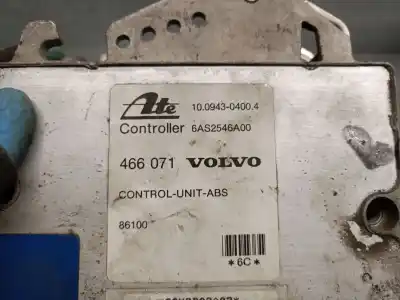 Ate 10.0943-0400.4
Controller 6AS2546A00
466 071 VOLVO
CONTROL-UNIT-ABS
86100
*6C*